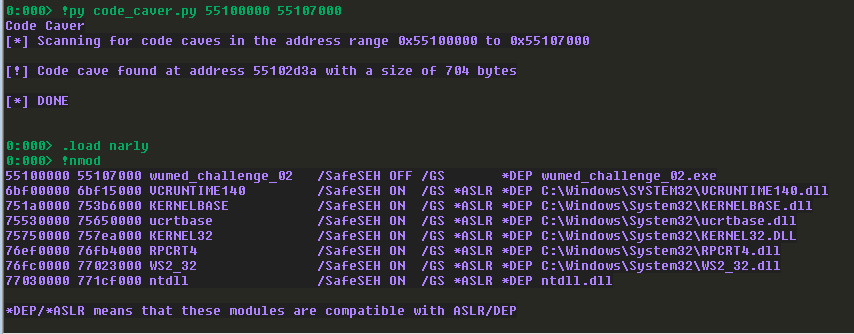 0:000> !py code_caver.py 55100000 55107000
Code Caver
[*] Scanning for code caves in the address range 0x55100000 to 0x55107000
[!] Code cave found at address 55102d3a with a size of 704 bytes
[*] DONE
0:000> .load narly
0:000> !nmod
55100000 55107000 wumed_challenge_02 /SafeSEH OFF /GS *DEP wumed_challenge_02.exe
6bf00000 6bf15000 VCRUNTIME140 /SafeSEH ON /GS *ASLR *DEP C:\Windows\SYSTEM32\VCRUNTIME140.dll
751a0000 753b6000 KERNELBASE /SafeSEH ON /GS *ASLR *DEP C:\Windows\System32\KERNELBASE.dll
75530000 75650000 ucrtbase /SafeSEH ON /GS *ASLR *DEP C:\Windows\System32\ucrtbase.dll
75750000 757ea000 KERNEL32 /SafeSEH ON /GS *ASLR *DEP C:\Windows\System32\KERNEL32.DLL
76ef0000 76fb4000 RPCRT4 /SafeSEH ON /GS *ASLR *DEP C:\Windows\System32\RPCRT4.dll
76fc0000 77023000 WS2_32 /SafeSEH ON /GS *ASLR *DEP C:\Windows\System32\WS2_32.dll
77030000 771cf000 ntdll /SafeSEH ON /GS *ASLR *DEP ntdll.dll
*DEP/*ASLR means that these modules are compatible with ASLR/DEP